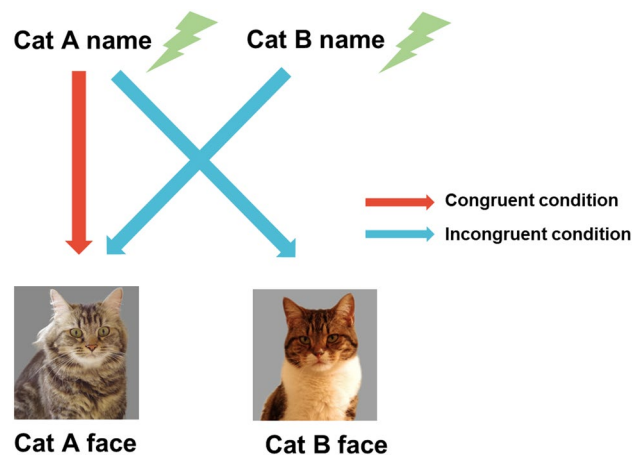 Cat A name
Cat B name
Congruent condition
Incongruent condition
Cat A face
Cat B face